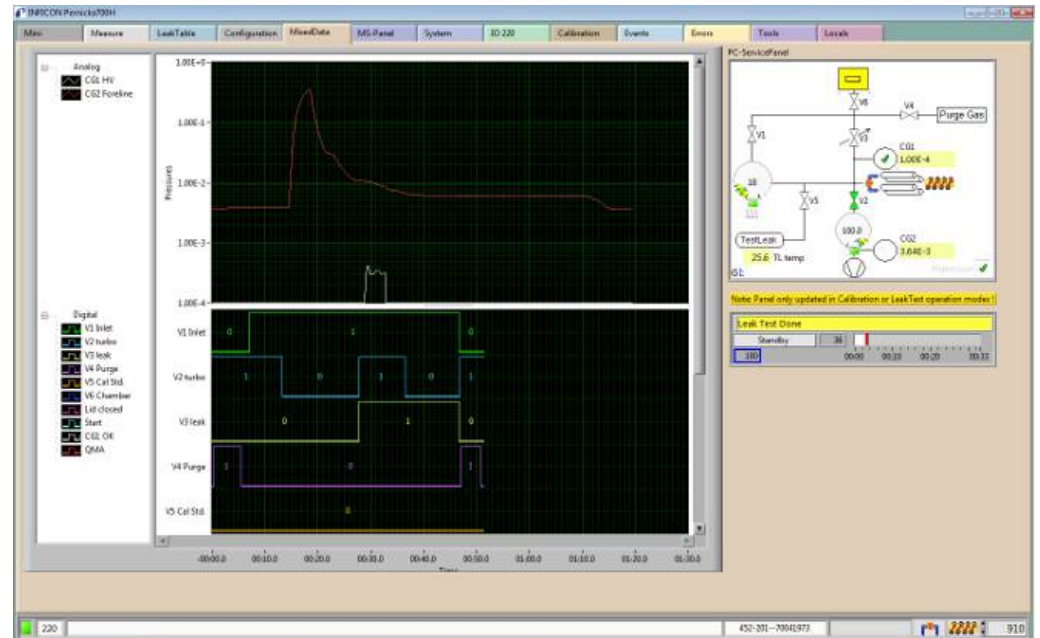 INFICON Pernicka700H
Mini Measure LeakTable Configuration MixedData MS-Panel System IO 220 Calibration Events Errors Tools Locals
Analog
CG1 HV
CG2 Foreline
Pressures
1.00E+0
1.00E-1
1.00E-2
1.00E-3
1.00E-4
Digital
V1 Inlet
V2 turbo
V3 leak
V4 Purge
V5 Cal Std.
V6 Chamber
Lid closed
Start
CG1 OK
QMA
V1 Inlet 0 1 0
V2 turbo 1 0 1 0 1
V3 leak 0 1 0
V4 Purge 1 0 1
V5 Cal Std. 0
-00:00.0 00:10.0 00:20.0 00:30.0 00:40.0 00:50.0 01:00.0 01:10.0 01:20.0 01:30.0
Time
PC-ServicePanel
V6
V4
Purge Gas
V1
V3
CG1
1.00E-4
18
V5
V2
TestLeak
100.0
CG2
3.64E-3
25.6 TL temp
Note: Panel only updated in Calibration or LeakTest operation modes!
Leak Test Done
Standby 36
180 00:00 00:10 00:20 00:33
220 452-201--70041973 910